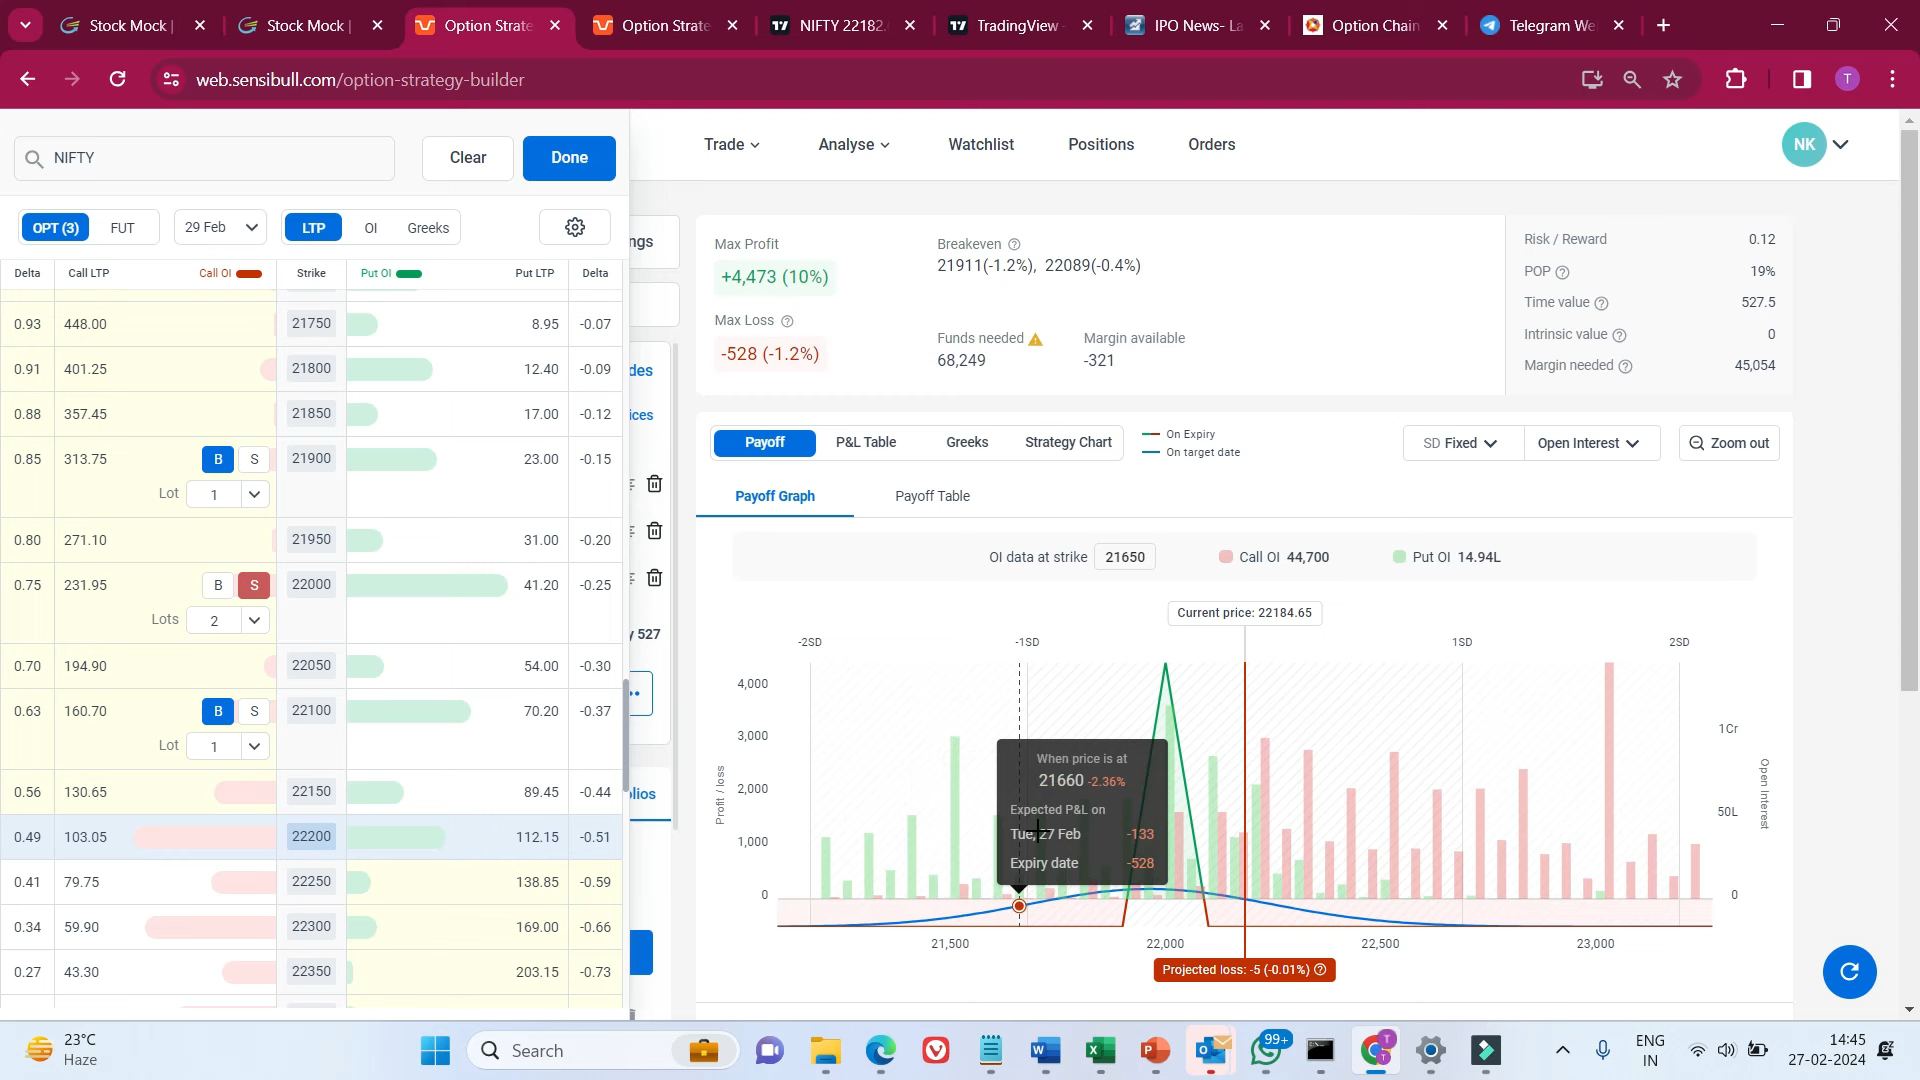 Stock Mock |
Stock Mock |
Option Strate
Option Strate
NIFTY 22182.
TradingView -
IPO News- La
Option Chain
Telegram We
web.sensibull.com/option-strategy-builder
T
NIFTY
Clear
Done
Trade
Analyse
Watchlist
Positions
Orders
NK
OPT (3)
FUT
29 Feb
LTP
OI
Greeks
Delta
Call LTP
Call OI
Strike
Put OI
Put LTP
Delta
0.93 448.00 21750 8.95 -0.07
0.91 401.25 21800 12.40 -0.09
0.88 357.45 21850 17.00 -0.12
0.85 313.75 B S 21900 23.00 -0.15
Lot 1
0.80 271.10 21950 31.00 -0.20
0.75 231.95 B S 22000 41.20 -0.25
Lots 2
0.70 194.90 22050 54.00 -0.30
0.63 160.70 B S 22100 70.20 -0.37
Lot 1
0.56 130.65 22150 89.45 -0.44
0.49 103.05 22200 112.15 -0.51
0.41 79.75 22250 138.85 -0.59
0.34 59.90 22300 169.00 -0.66
0.27 43.30 22350 203.15 -0.73
ngs
des
ices
y 527
lios
Max Profit
+4,473 (10%)
Max Loss
-528 (-1.2%)
Breakeven
21911(-1.2%), 22089(-0.4%)
Funds needed
68,249
Margin available
-321
Risk / Reward 0.12
POP 19%
Time value 527.5
Intrinsic value 0
Margin needed 45,054
Payoff
P&L Table
Greeks
Strategy Chart
On Expiry
On target date
SD Fixed
Open Interest
Zoom out
Payoff Graph
Payoff Table
OI data at strike 21650
Call OI 44,700
Put OI 14.94L
Current price: 22184.65
-2SD
-1SD
1SD
2SD
4,000
3,000
2,000
1,000
0
Profit / loss
1Cr
50L
0
Open Interest
When price is at
21660 -2.36%
Expected P&L on
Tue, 27 Feb -133
Expiry date -528
21,500
22,000
22,500
23,000
Projected loss: -5 (-0.01%)
23°C
Haze
Search
99+
ENG
IN
14:45
27-02-2024